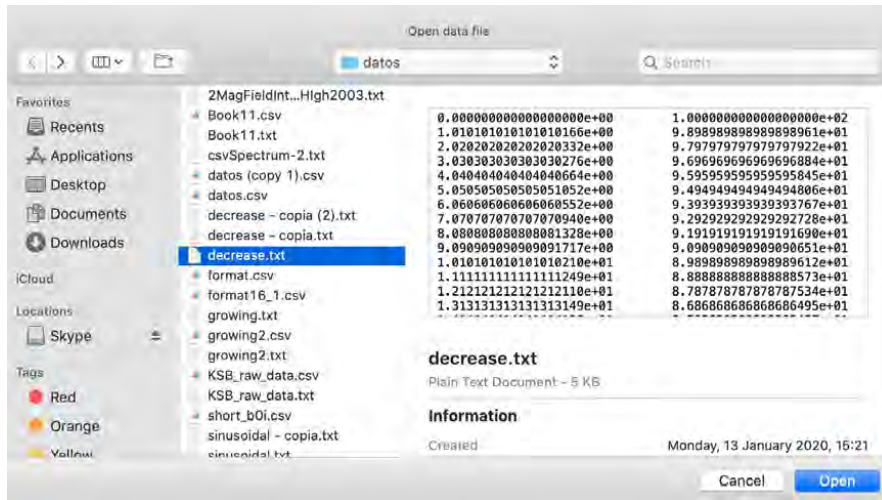 Open data file
datos
Search
Favorites
Recents
Applications
Desktop
Documents
Downloads
iCloud
Locations
Skype
Tags
Red
Orange
Yellow
2MagFieldInt...High2003.txt
Book11.csv
Book11.txt
csvSpectrum-2.txt
datos (copy 1).csv
datos.csv
decrease - copia (2).txt
decrease - copia.txt
decrease.txt
format.csv
format16_1.csv
growing.txt
growing2.csv
growing2.txt
KSB_raw_data.csv
KSB_raw_data.txt
short_b0i.csv
sinusoidal - copia.txt
sinusoidal.txt
0.000000000000000000e+00 1.000000000000000000e+02
1.010101010101010166e+00 9.898989898989898961e+01
2.020202020202020332e+00 9.797979797979797922e+01
3.030303030303030276e+00 9.696969696969696884e+01
4.040404040404040664e+00 9.595959595959595845e+01
5.050505050505051052e+00 9.494949494949494806e+01
6.060606060606060552e+00 9.393939393939393767e+01
7.070707070707070940e+00 9.292929292929292728e+01
8.080808080808081328e+00 9.191919191919191690e+01
9.090909090909091717e+00 9.090909090909090651e+01
1.010101010101010210e+01 8.989898989898989612e+01
1.111111111111111249e+01 8.888888888888888573e+01
1.212121212121212110e+01 8.787878787878787534e+01
1.313131313131313149e+01 8.686868686868686495e+01
decrease.txt
Plain Text Document - 5 KB
Information
Created Monday, 13 January 2020, 15:21
Cancel
Open